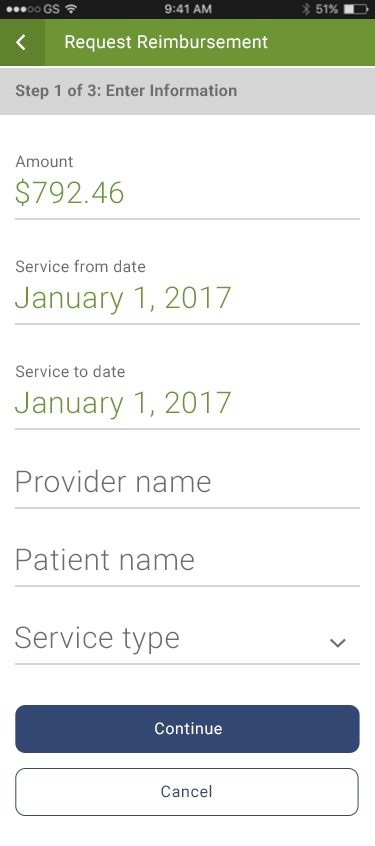 GS 9:41 AM 51%
Request Reimbursement
Step 1 of 3: Enter Information
Amount
$792.46
Service from date
January 1, 2017
Service to date
January 1, 2017
Provider name
Patient name
Service type
Continue
Cancel